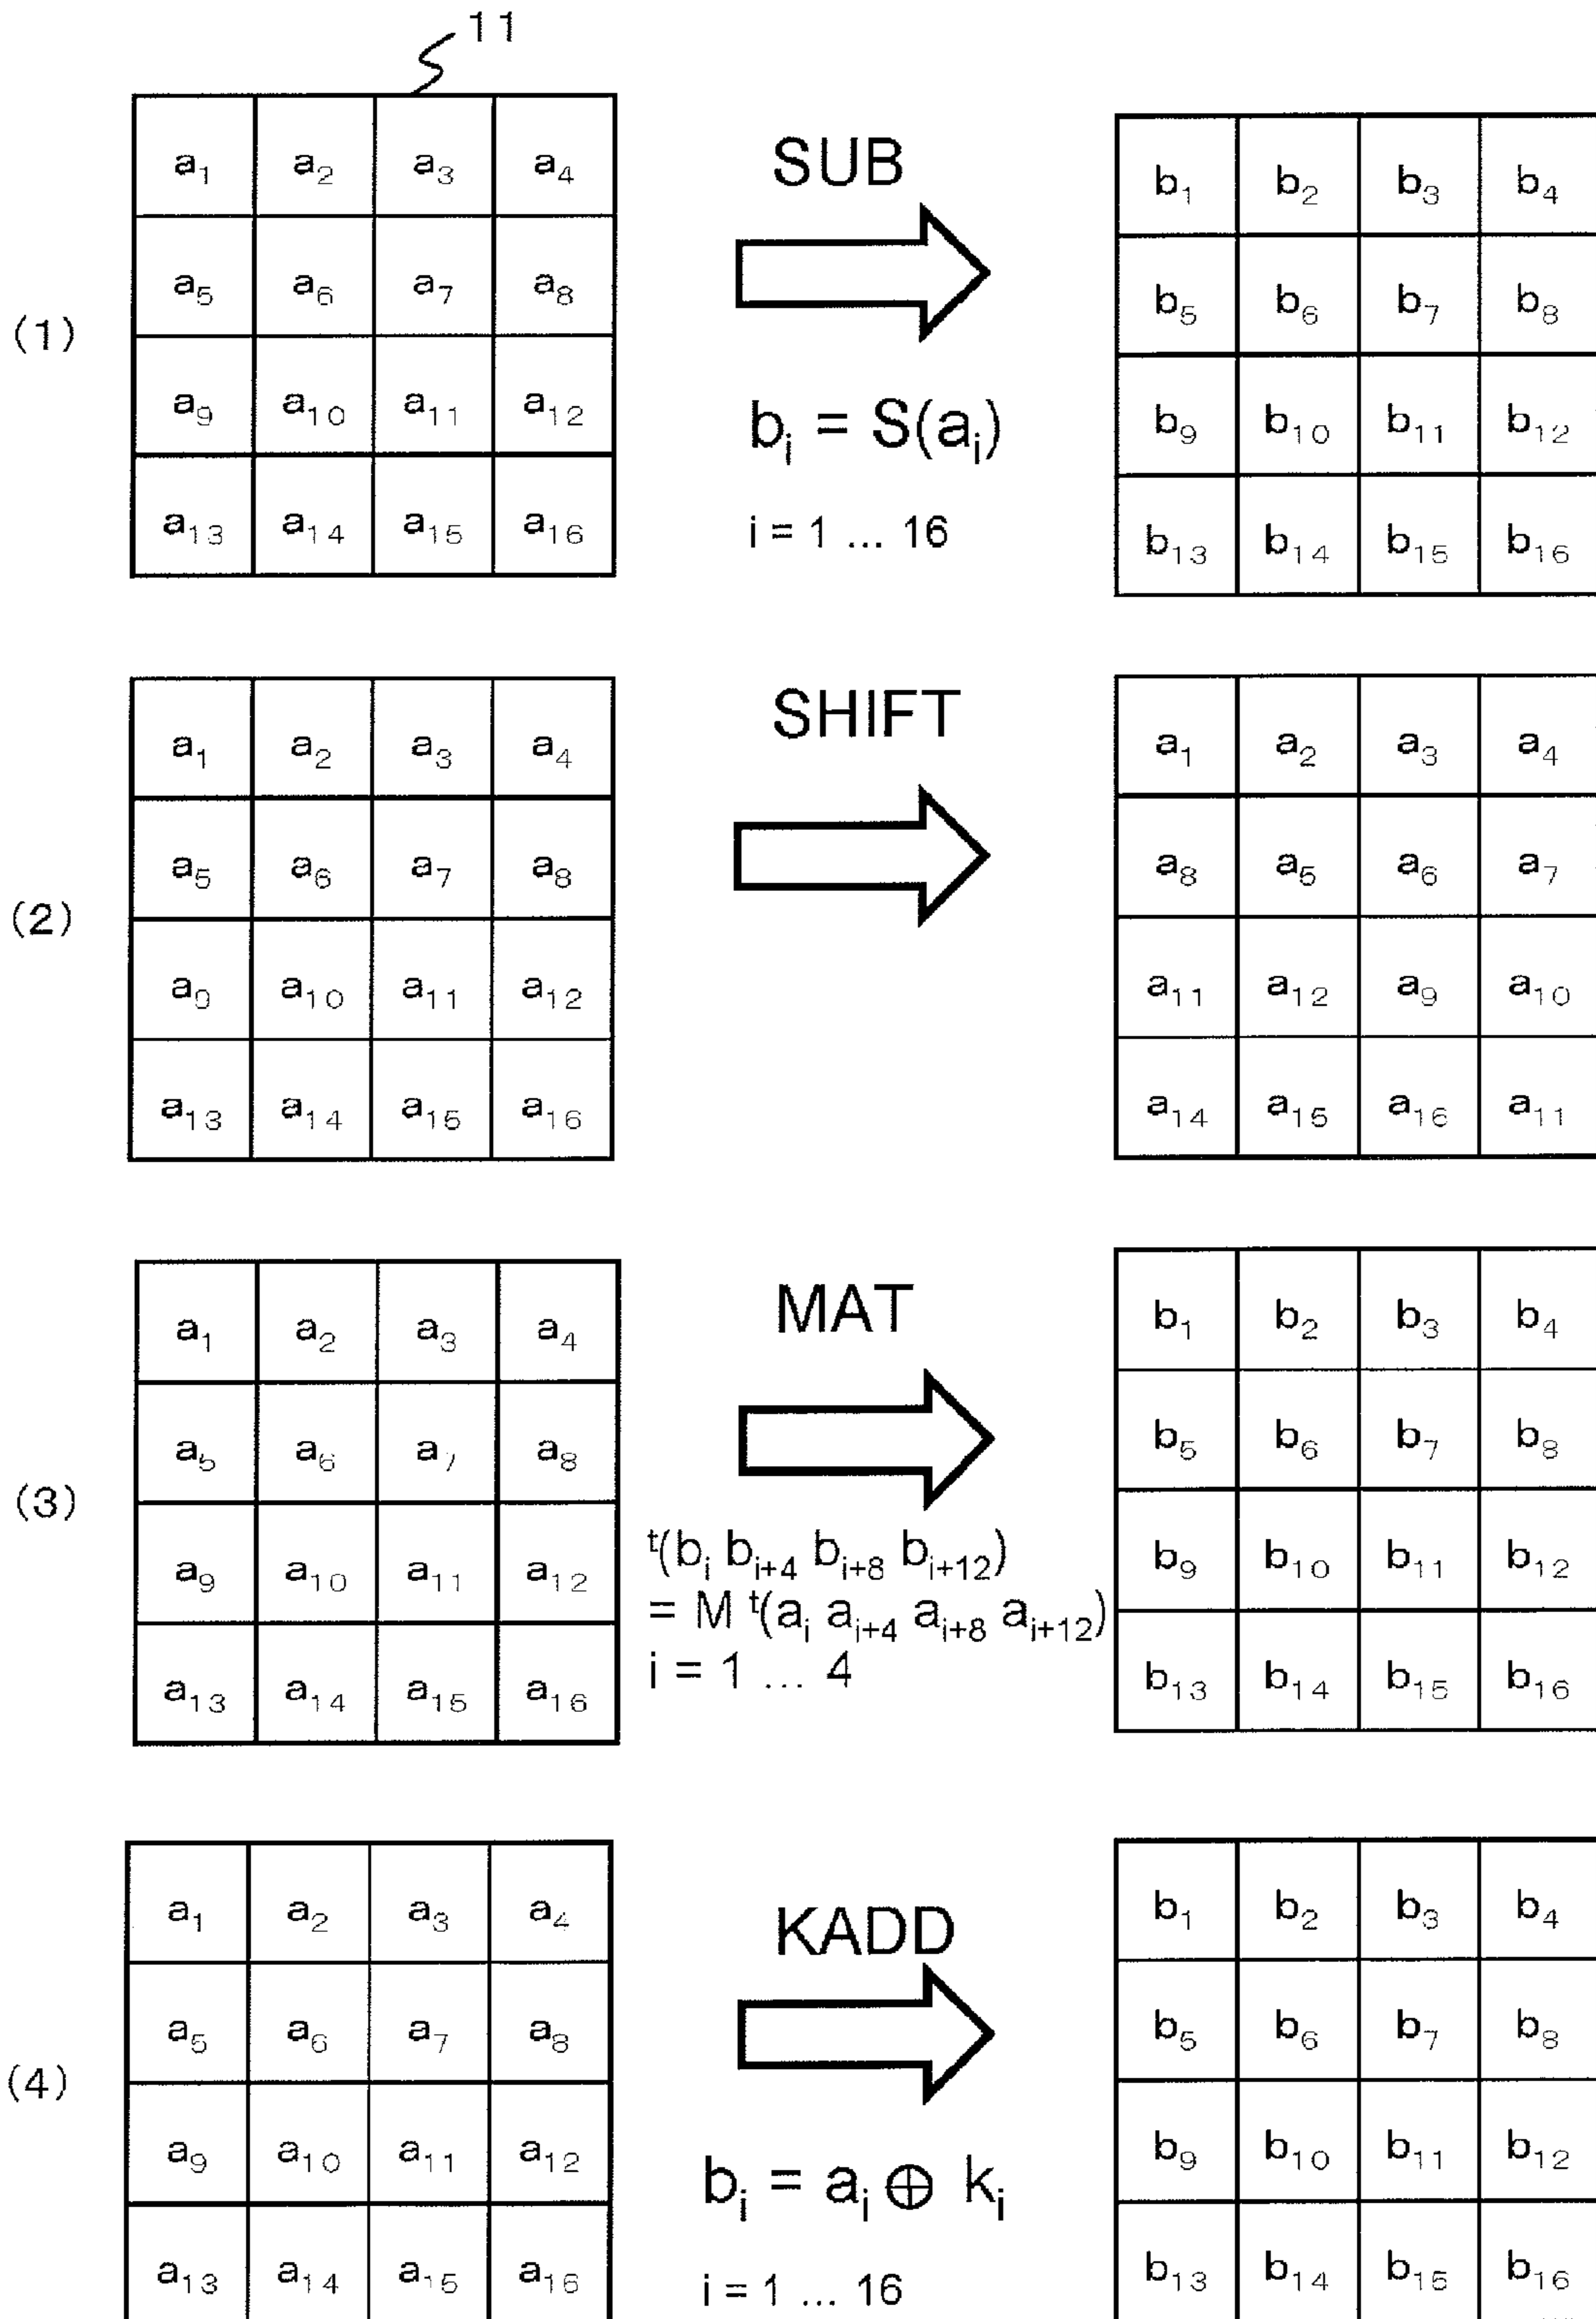 11
(1)
a₁ a₂ a₃ a₄
a₅ a₆ a₇ a₈
a₉ a₁₀ a₁₁ a₁₂
a₁₃ a₁₄ a₁₅ a₁₆
SUB
bᵢ = S(aᵢ)
i = 1 ... 16
b₁ b₂ b₃ b₄
b₅ b₆ b₇ b₈
b₉ b₁₀ b₁₁ b₁₂
b₁₃ b₁₄ b₁₅ b₁₆
(2)
a₁ a₂ a₃ a₄
a₅ a₆ a₇ a₈
a₉ a₁₀ a₁₁ a₁₂
a₁₃ a₁₄ a₁₅ a₁₆
SHIFT
a₁ a₂ a₃ a₄
a₈ a₅ a₆ a₇
a₁₁ a₁₂ a₉ a₁₀
a₁₄ a₁₅ a₁₆ a₁₁
(3)
a₁ a₂ a₃ a₄
a₅ a₆ a₇ a₈
a₉ a₁₀ a₁₁ a₁₂
a₁₃ a₁₄ a₁₅ a₁₆
MAT
ᵗ(bᵢ bᵢ₊₄ bᵢ₊₈ bᵢ₊₁₂)
= M ᵗ(aᵢ aᵢ₊₄ aᵢ₊₈ aᵢ₊₁₂)
i = 1 ... 4
b₁ b₂ b₃ b₄
b₅ b₆ b₇ b₈
b₉ b₁₀ b₁₁ b₁₂
b₁₃ b₁₄ b₁₅ b₁₆
(4)
a₁ a₂ a₃ a₄
a₅ a₆ a₇ a₈
a₉ a₁₀ a₁₁ a₁₂
a₁₃ a₁₄ a₁₅ a₁₆
KADD
bᵢ = aᵢ ⊕ kᵢ
i = 1 ... 16
b₁ b₂ b₃ b₄
b₅ b₆ b₇ b₈
b₉ b₁₀ b₁₁ b₁₂
b₁₃ b₁₄ b₁₅ b₁₆